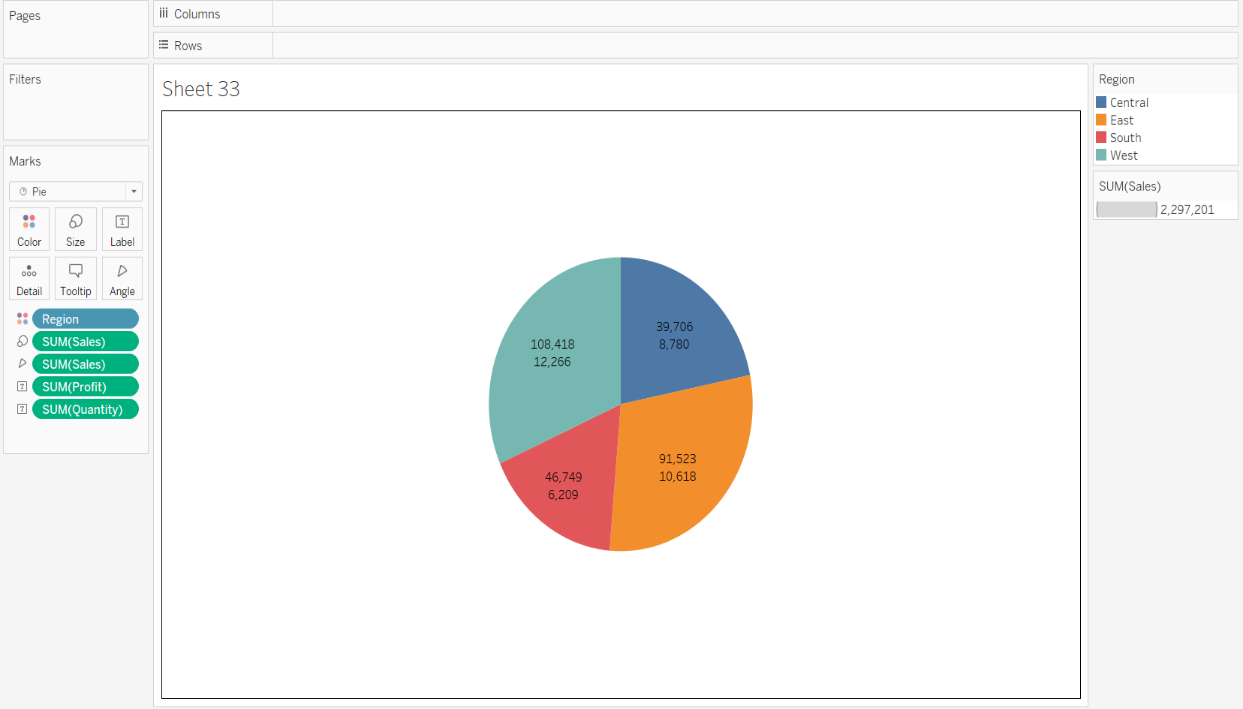 Pages
Columns
Rows
Filters
Marks
Pie
Color
Size
Label
Detail
Tooltip
Angle
Region
SUM(Sales)
SUM(Sales)
SUM(Profit)
SUM(Quantity)
Sheet 33
39,706
8,780
108,418
12,266
91,523
10,618
46,749
6,209
Region
Central
East
South
West
SUM(Sales)
2,297,201